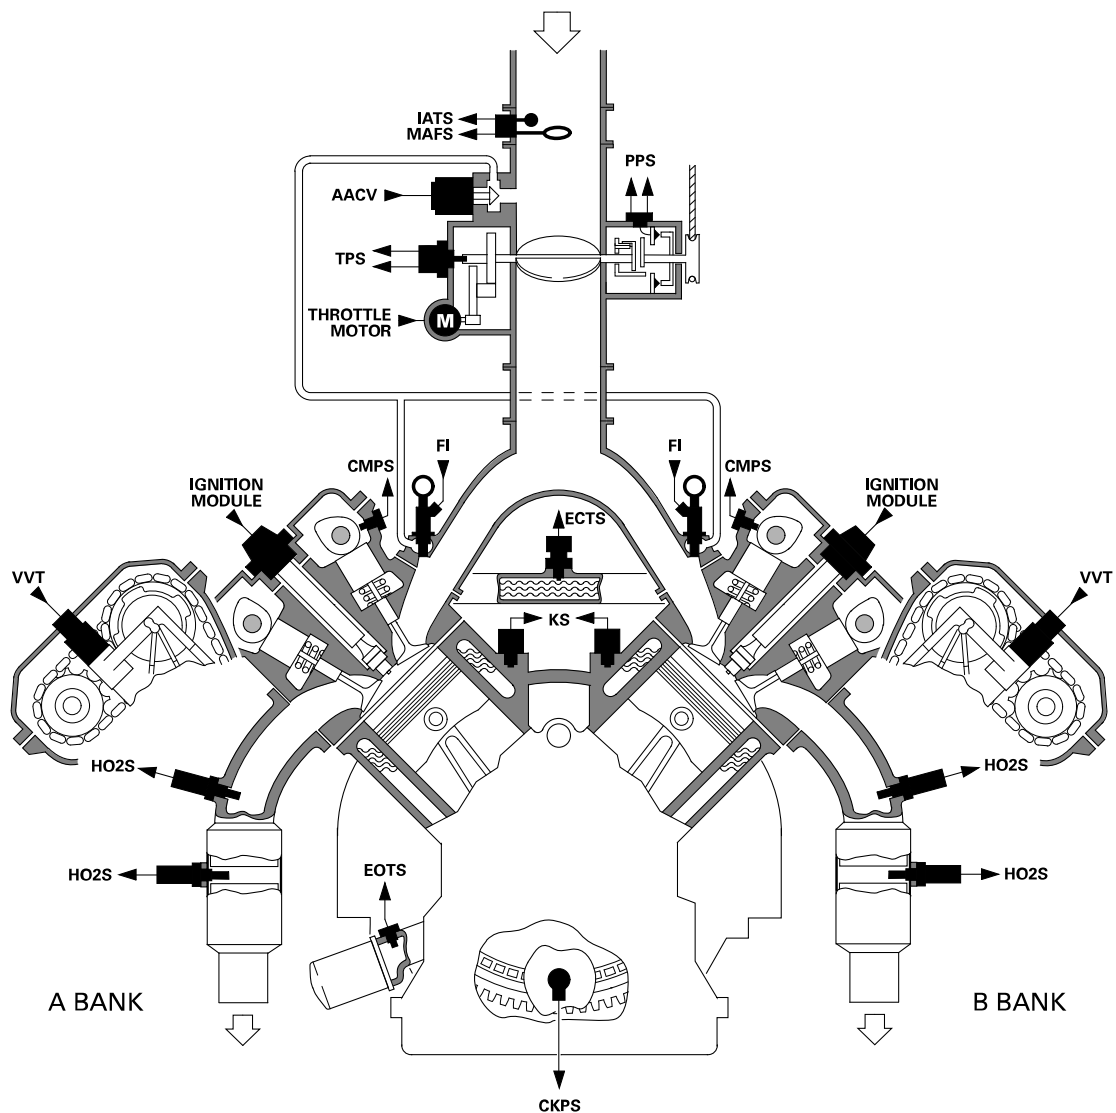 IATS
MAFS
PPS
AACV
TPS
THROTTLE
MOTOR
M
FI
FI
CMPS
CMPS
IGNITION
MODULE
IGNITION
MODULE
ECTS
VVT
VVT
KS
HO2S
HO2S
HO2S
HO2S
EOTS
A BANK
B BANK
CKPS